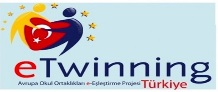 eTwinning
Avrupa Okul Ortaklıkları e-Eşleştirme Projesi Türkiye